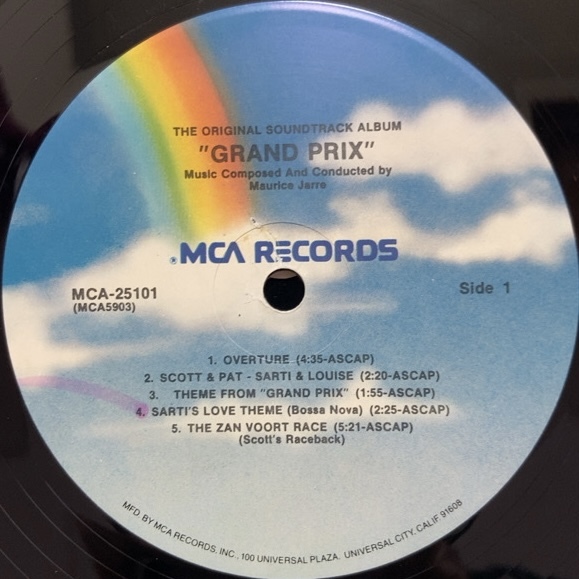 THE ORIGINAL SOUNDTRACK ALBUM
"GRAND PRIX"
Music Composed And Conducted by
Maurice Jarre
®MCA RECORDS
MCA-25101
(MCA5903)
Side 1
1. OVERTURE (4:35-ASCAP)
2. SCOTT & PAT - SARTI & LOUISE (2:20-ASCAP)
3. THEME FROM "GRAND PRIX" (1:55-ASCAP)
4. SARTI'S LOVE THEME (Bossa Nova) (2:25-ASCAP)
5. THE ZAN VOORT RACE (5:21-ASCAP)
(Scott's Raceback)
MFD BY MCA RECORDS, INC., 100 UNIVERSAL PLAZA, UNIVERSAL CITY, CALIF 91608